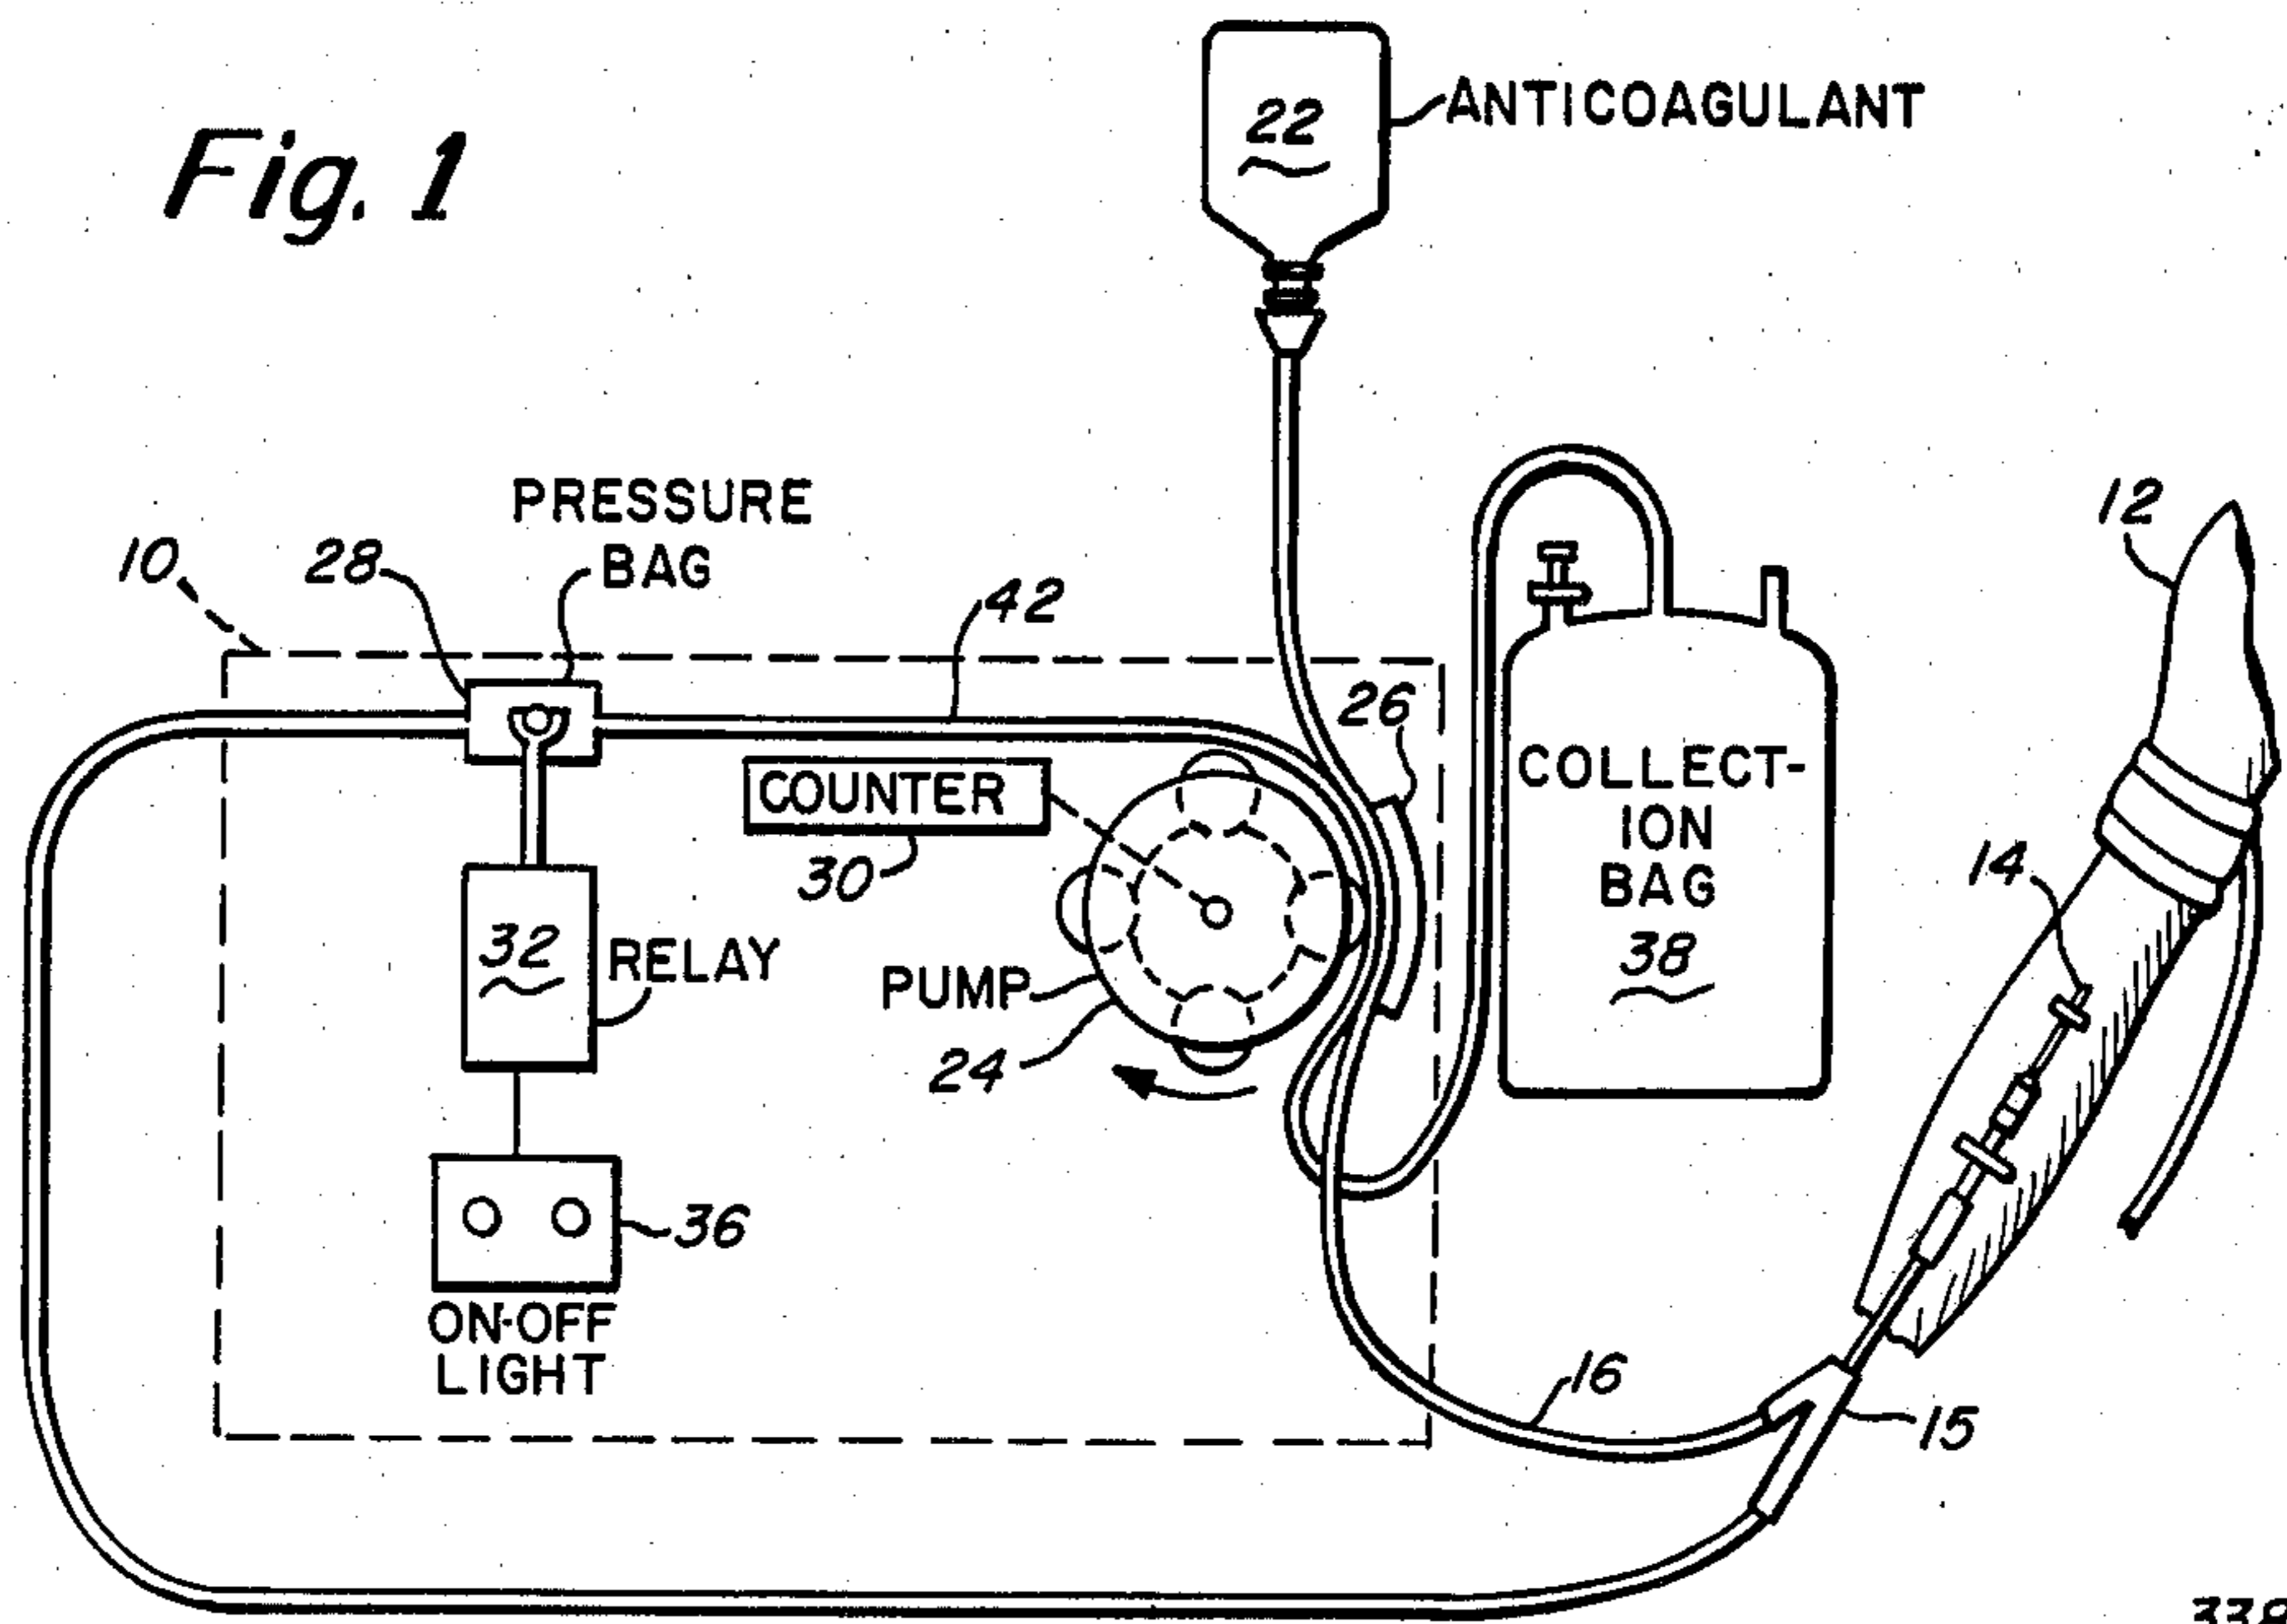 Fig. 1
22
ANTICOAGULANT
12
PRESSURE
BAG
10
28
42
26
COUNTER
30
COLLECT-
ION
BAG
38
14
32
RELAY
PUMP
24
36
ON-OFF
LIGHT
16
15